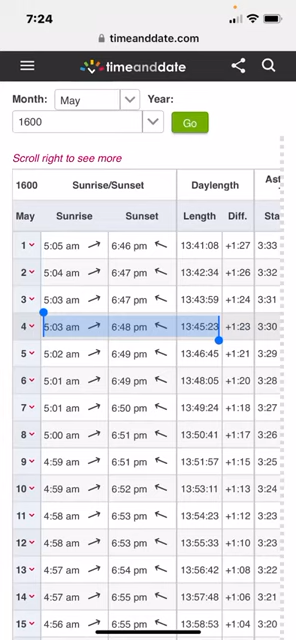 7:24
timeanddate.com
timeanddate
Month: May Year:
1600 Go
Scroll right to see more
1600 Sunrise/Sunset Daylength Ast
May Sunrise Sunset Length Diff. Sta
1 5:05 am 6:46 pm 13:41:08 +1:27 3:33
2 5:04 am 6:47 pm 13:42:34 +1:26 3:32
3 5:03 am 6:47 pm 13:43:59 +1:24 3:31
4 5:03 am 6:48 pm 13:45:23 +1:23 3:30
5 5:02 am 6:49 pm 13:46:45 +1:21 3:29
6 5:01 am 6:49 pm 13:48:05 +1:20 3:28
7 5:01 am 6:50 pm 13:49:24 +1:18 3:27
8 5:00 am 6:51 pm 13:50:41 +1:17 3:26
9 4:59 am 6:51 pm 13:51:57 +1:15 3:25
10 4:59 am 6:52 pm 13:53:11 +1:13 3:24
11 4:58 am 6:53 pm 13:54:23 +1:12 3:23
12 4:58 am 6:53 pm 13:55:33 +1:10 3:23
13 4:57 am 6:54 pm 13:56:42 +1:08 3:22
14 4:57 am 6:55 pm 13:57:48 +1:06 3:21
15 4:56 am 6:55 pm 13:58:53 +1:04 3:20